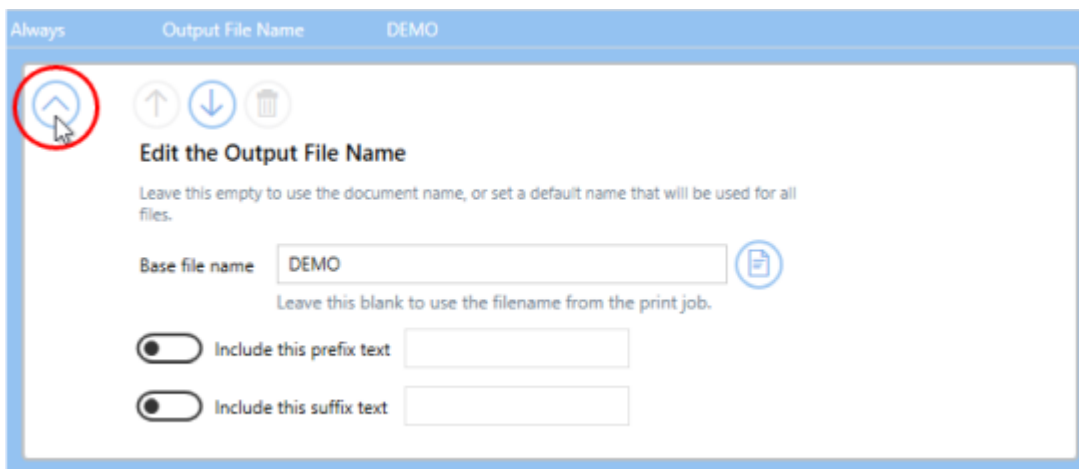 Always Output File Name DEMO
Edit the Output File Name
Leave this empty to use the document name, or set a default name that will be used for all
files.
Base file name DEMO
Leave this blank to use the filename from the print job.
Include this prefix text
Include this suffix text